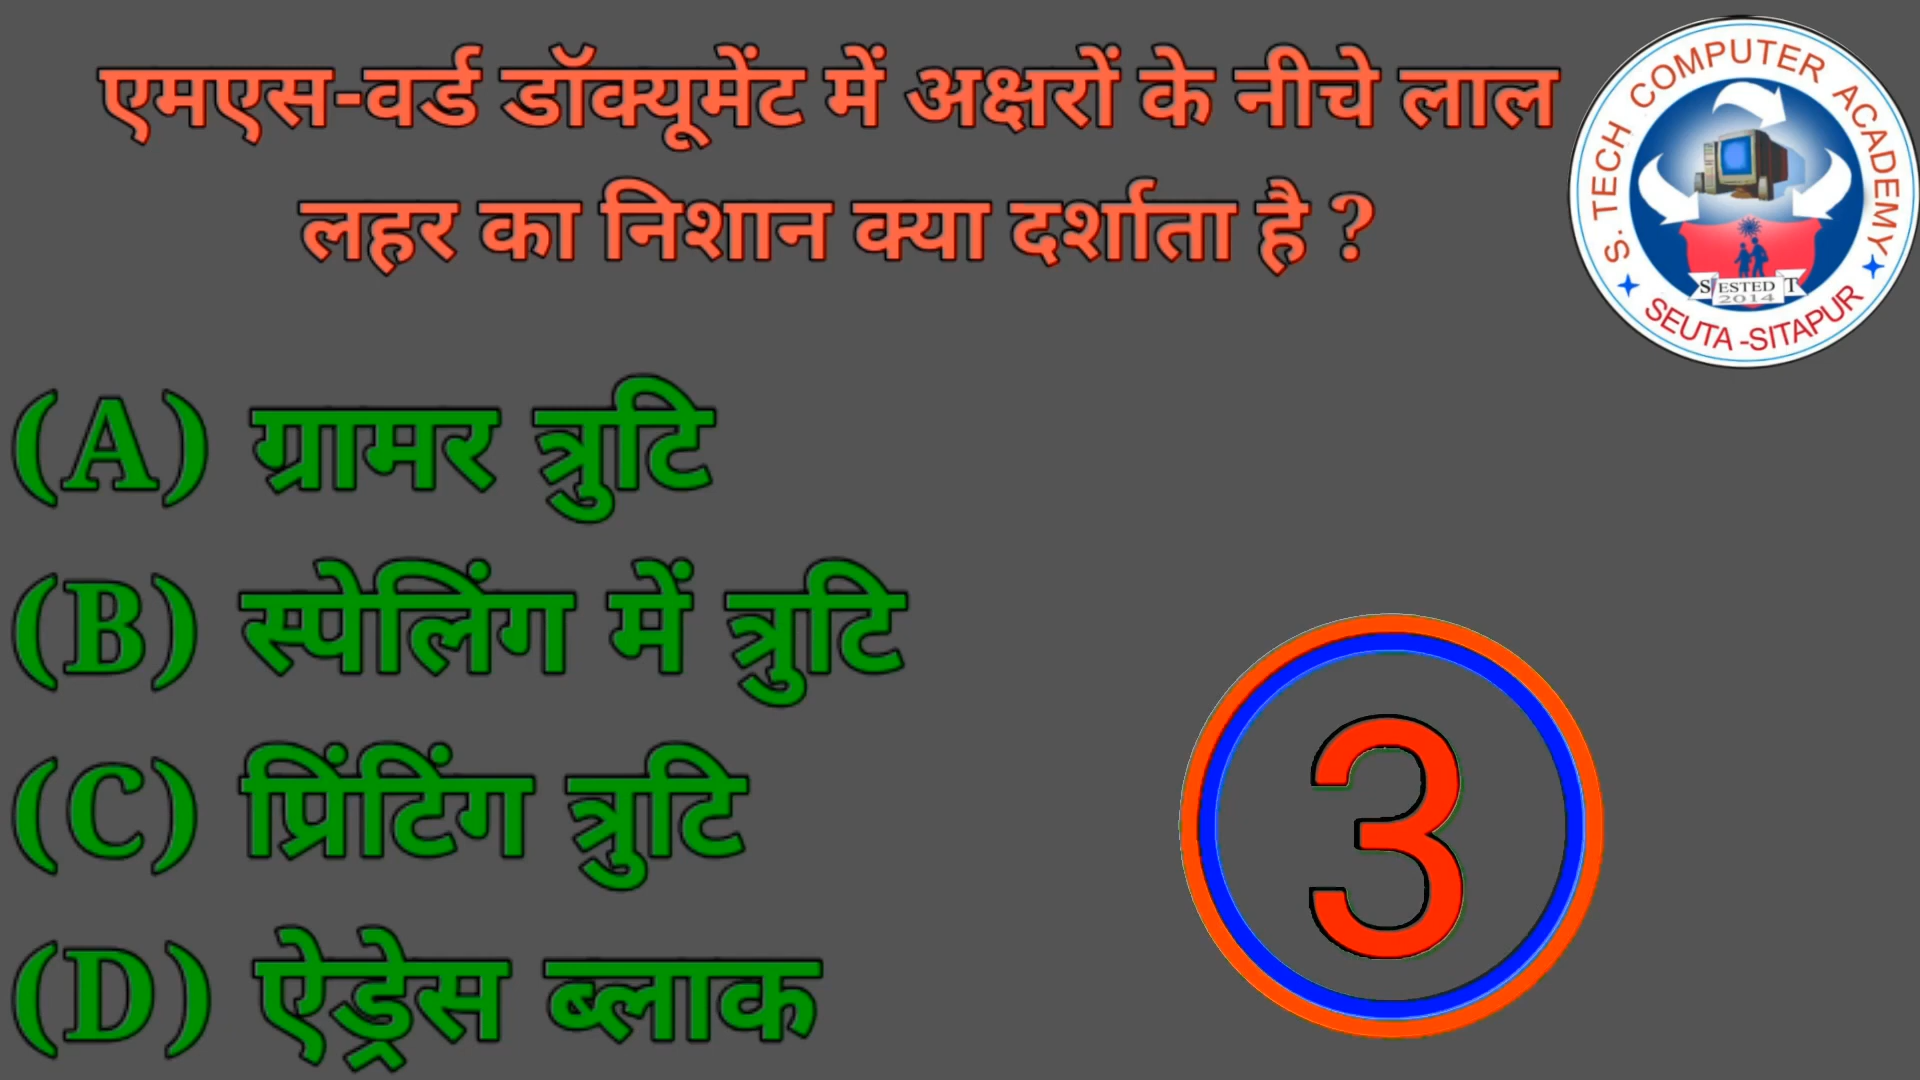 एमएस-वर्ड डॉक्यूमेंट में अक्षरों के नीचे लाल
लहर का निशान क्या दर्शाता है ?
S. TECH COMPUTER ACADEMY
S ESTED T
2014
SEUTA -SITAPUR
(A) ग्रामर त्रुटि
(B) स्पेलिंग में त्रुटि
(C) प्रिंटिंग त्रुटि
(D) ऐड्रेस ब्लाक
3